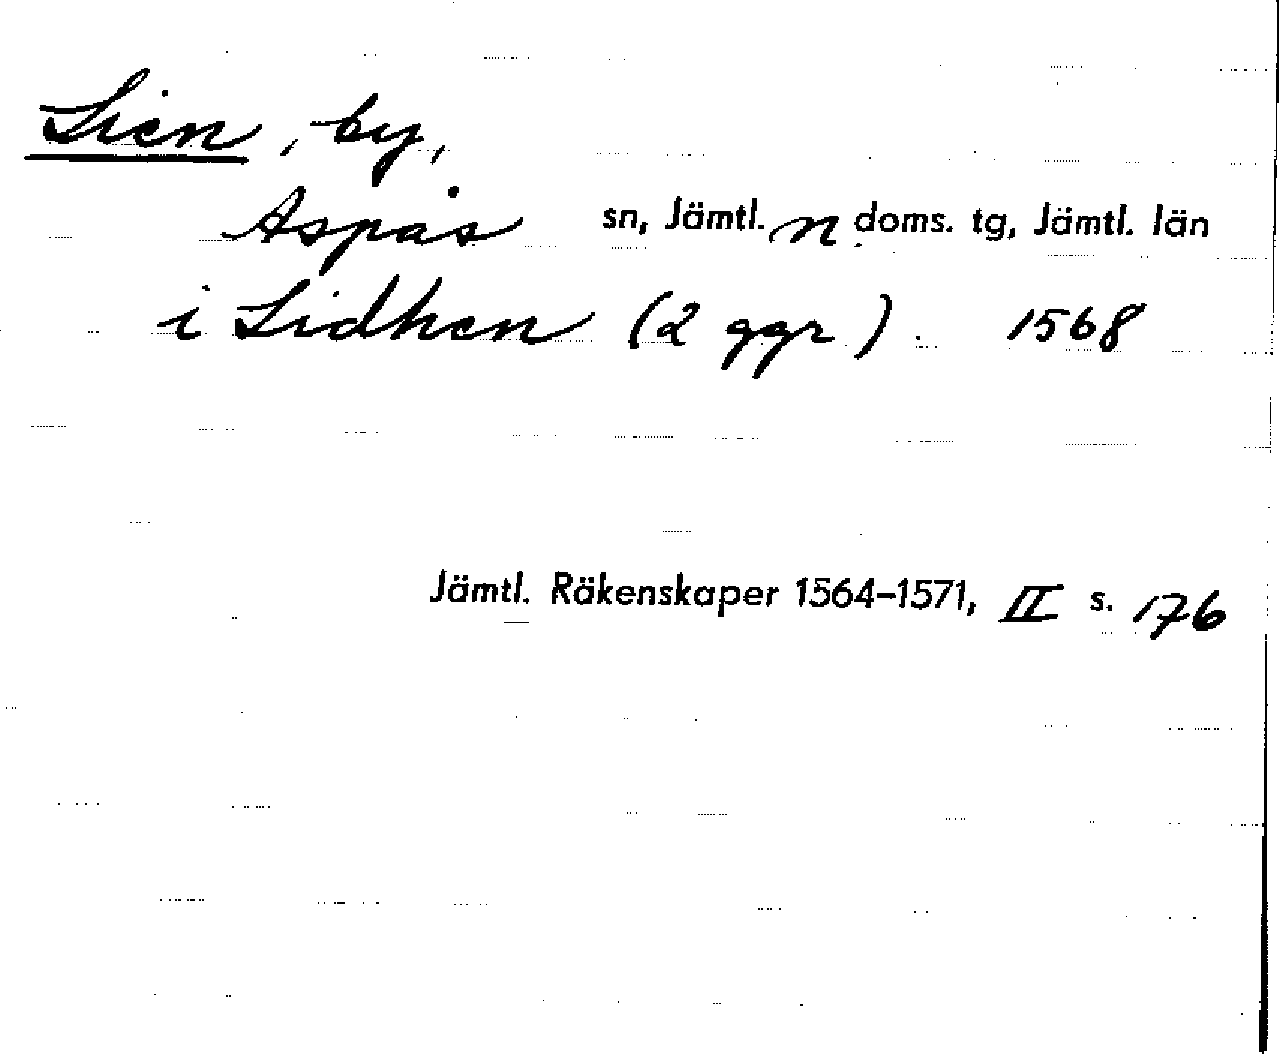 Lien, by,
Aspås sn, Jämtl. n doms. tg, Jämtl. län
i Lidhen (2 ggr). 1568
Jämtl. Räkenskaper 1564–1571, II s. 176